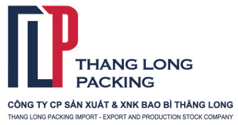 THANG LONG
PACKING
CÔNG TY CP SẢN XUẤT & XNK BAO BÌ THĂNG LONG
THANG LONG PACKING IMPORT - EXPORT AND PRODUCTION STOCK COMPANY